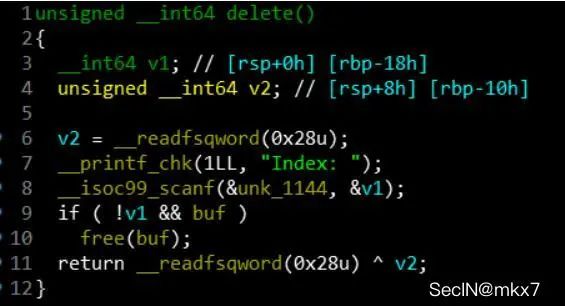 1 unsigned __int64 delete()
2 {
3 __int64 v1; // [rsp+0h] [rbp-18h]
4 unsigned __int64 v2; // [rsp+8h] [rbp-10h]
5
6 v2 = __readfsqword(0x28u);
7 __printf_chk(1LL, "Index: ");
8 __isoc99_scanf(&unk_1144, &v1);
9 if ( !v1 && buf )
10 free(buf);
11 return __readfsqword(0x28u) ^ v2;
12 }
SecIN@mkx7